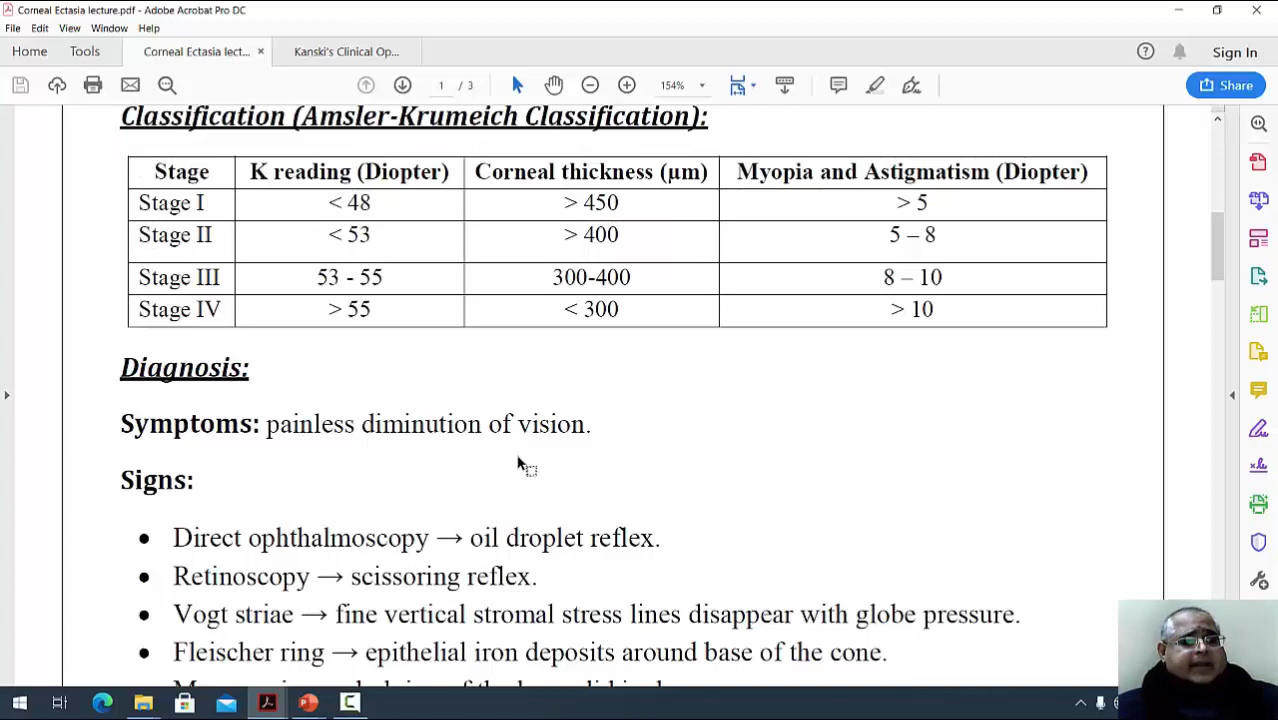 Corneal Ectasia lecture.pdf - Adobe Acrobat Pro DC
File Edit View Window Help
Home Tools Corneal Ectasia lect... × Kanski's Clinical Op... Sign In
1 / 3 154% Share
Classification (Amsler-Krumeich Classification):
Stage K reading (Diopter) Corneal thickness (µm) Myopia and Astigmatism (Diopter)
Stage I < 48 > 450 > 5
Stage II < 53 > 400 5 – 8
Stage III 53 - 55 300-400 8 – 10
Stage IV > 55 < 300 > 10
Diagnosis:
Symptoms: painless diminution of vision.
Signs:
• Direct ophthalmoscopy → oil droplet reflex.
• Retinoscopy → scissoring reflex.
• Vogt striae → fine vertical stromal stress lines disappear with globe pressure.
• Fleischer ring → epithelial iron deposits around base of the cone.